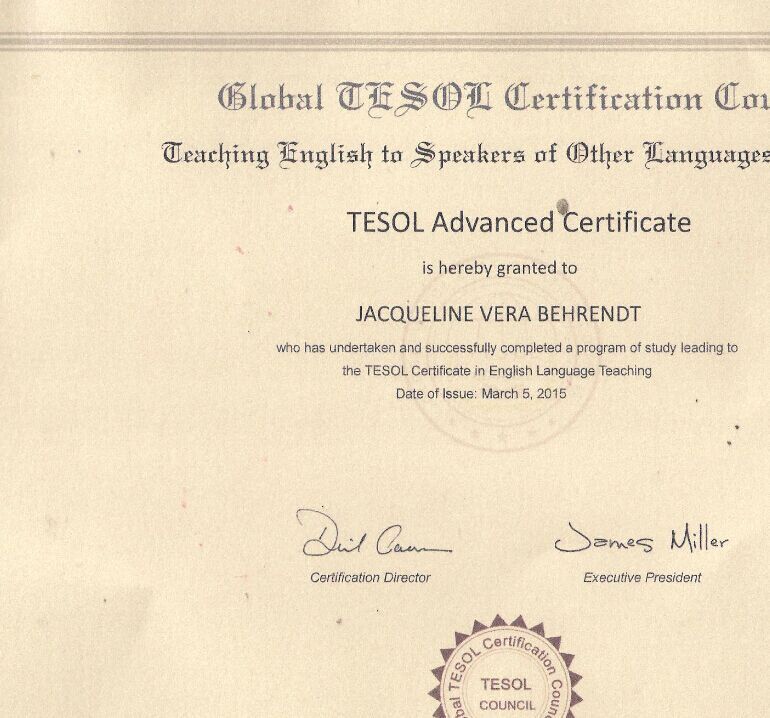 Global TESOL Certification Cou
Teaching English to Speakers of Other Languages
TESOL Advanced Certificate
is hereby granted to
JACQUELINE VERA BEHRENDT
who has undertaken and successfully completed a program of study leading to
the TESOL Certificate in English Language Teaching
Date of Issue: March 5, 2015
James Miller
Certification Director
Executive President
bal TESOL Certification Counc
TESOL
COUNCIL